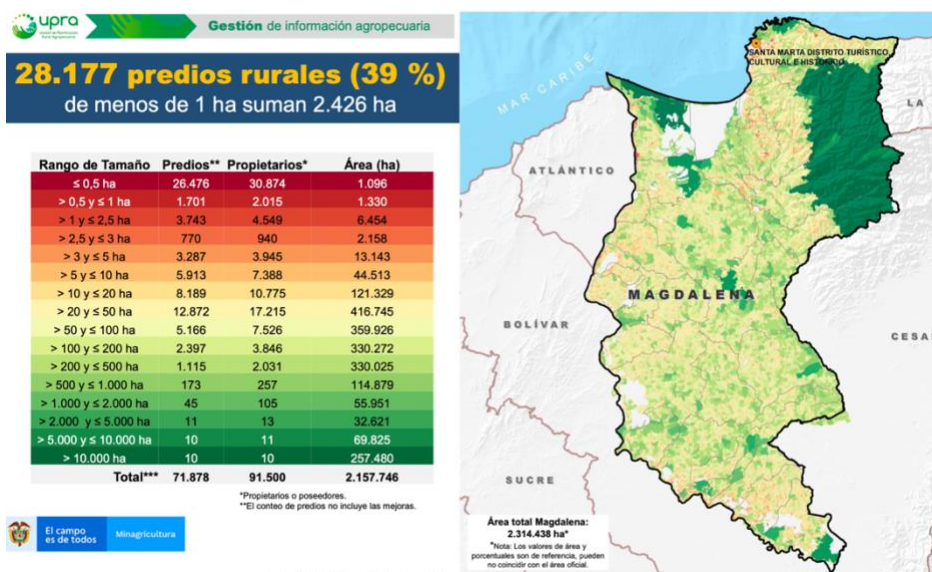 upra
Gestión de información agropecuaria
28.177 predios rurales (39 %)
de menos de 1 ha suman 2.426 ha
Rango de Tamaño Predios** Propietarios* Área (ha)
≤ 0,5 ha 26.476 30.874 1.096
> 0,5 y ≤ 1 ha 1.701 2.015 1.330
> 1 y ≤ 2,5 ha 3.743 4.549 6.454
> 2,5 y ≤ 3 ha 770 940 2.158
> 3 y ≤ 5 ha 3.287 3.945 13.143
> 5 y ≤ 10 ha 5.913 7.388 44.513
> 10 y ≤ 20 ha 8.189 10.775 121.329
> 20 y ≤ 50 ha 12.872 17.215 416.745
> 50 y ≤ 100 ha 5.166 7.526 359.926
> 100 y ≤ 200 ha 2.397 3.846 330.272
> 200 y ≤ 500 ha 1.115 2.031 330.025
> 500 y ≤ 1.000 ha 173 257 114.879
> 1.000 y ≤ 2.000 ha 45 105 55.951
> 2.000 y ≤ 5.000 ha 11 13 32.621
> 5.000 y ≤ 10.000 ha 10 11 69.825
> 10.000 ha 10 10 257.480
Total*** 71.878 91.500 2.157.746
*Propietarios o poseedores.
**El conteo de predios no incluye las mejoras.
El campo
es de todos
Minagricultura
SANTA MARTA DISTRITO TURÍSTICO,
CULTURAL E HISTÓRICO
MAR CARIBE
LA
ATLÁNTICO
MAGDALENA
BOLÍVAR
CESA
SUCRE
Área total Magdalena:
2.314.438 ha*
*Nota: Los valores de área y
porcentuales son de referencia, pueden
no coincidir con el área oficial.